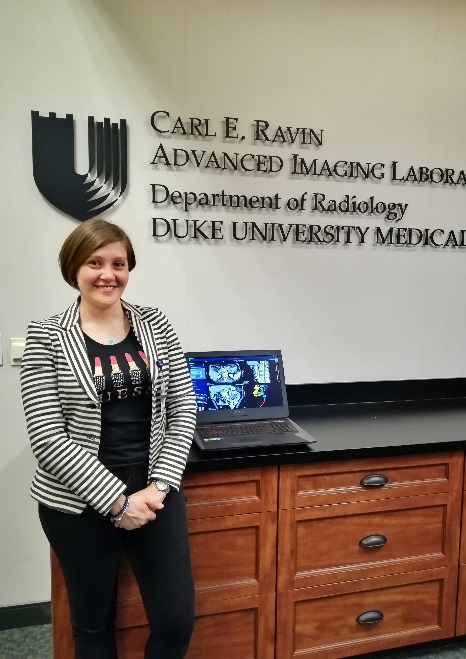 CARL E. RAVIN
ADVANCED IMAGING LABORA
Department of Radiology
DUKE UNIVERSITY MEDICAL